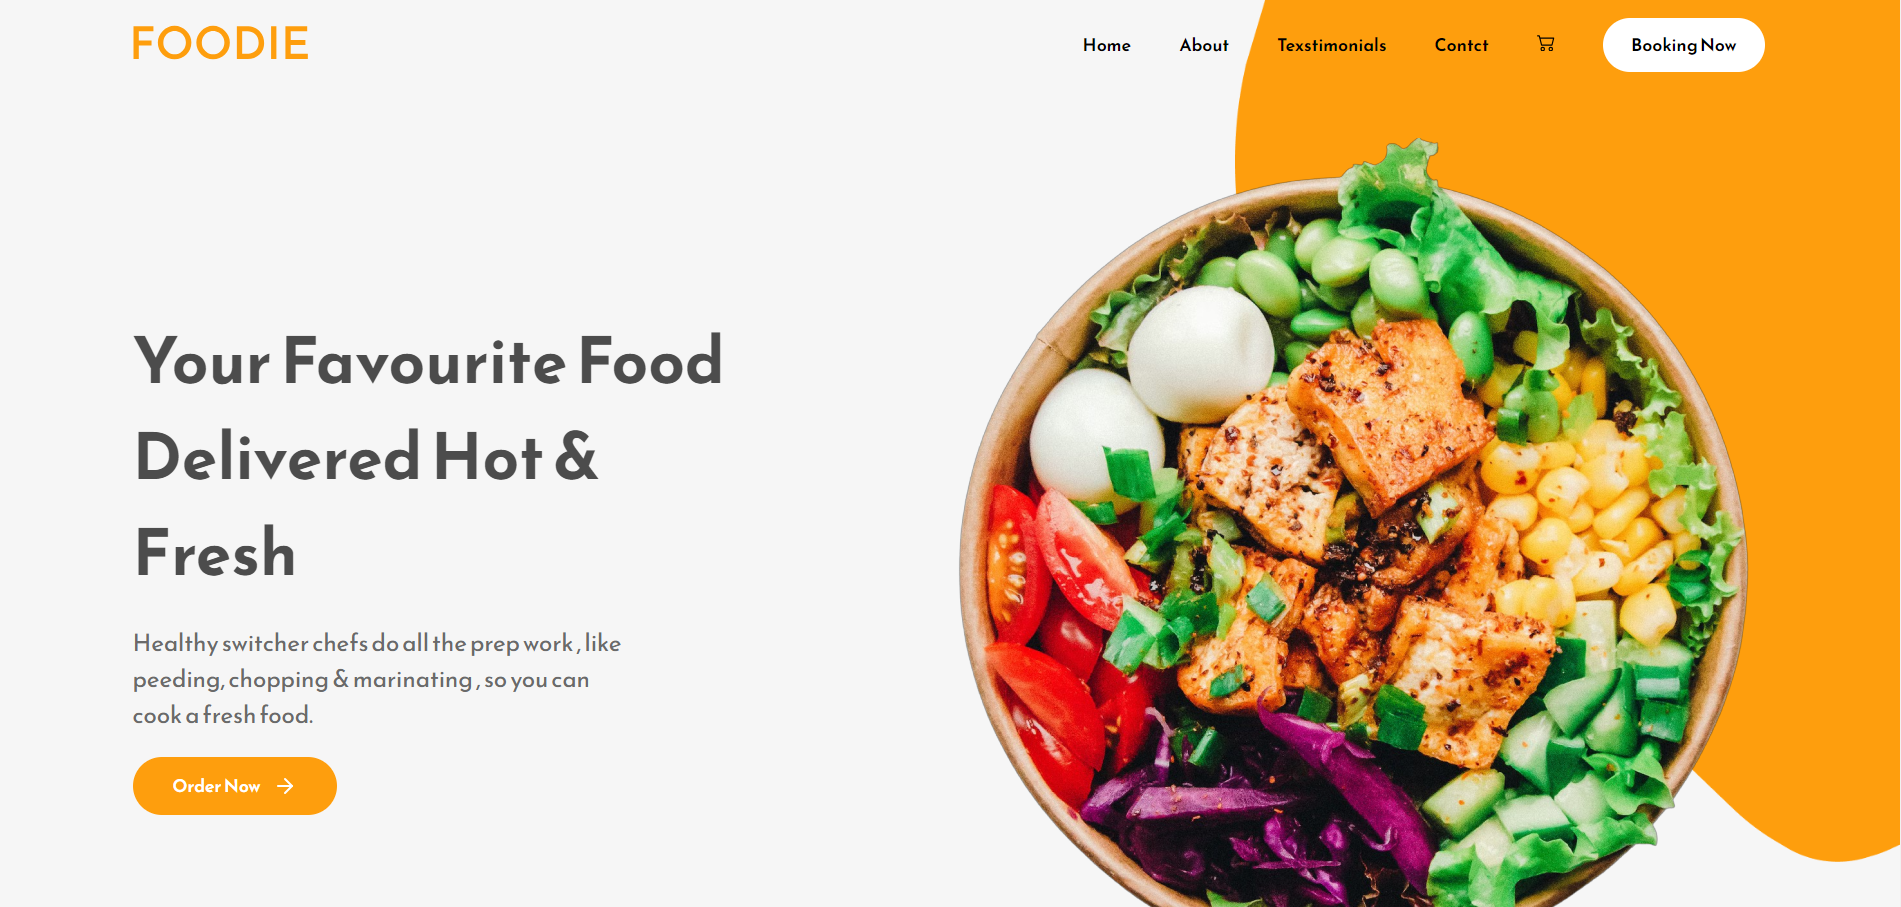 FOODIE
Home About Texstimonials Contct Booking Now
Your Favourite Food
Delivered Hot &
Fresh
Healthy switcher chefs do all the prep work , like
peeding, chopping & marinating , so you can
cook a fresh food.
Order Now